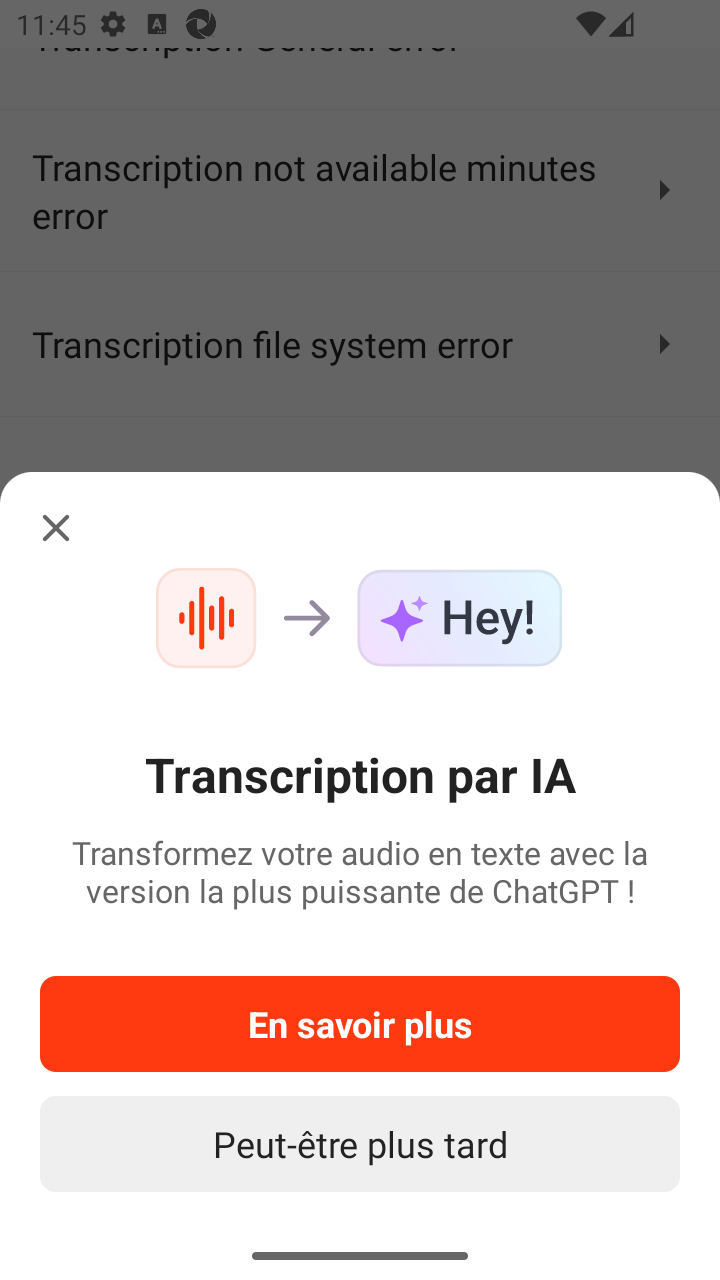 11:45
Transcription General error
Transcription not available minutes
error
Transcription file system error
Hey!
Transcription par IA
Transformez votre audio en texte avec la
version la plus puissante de ChatGPT !
En savoir plus
Peut-être plus tard